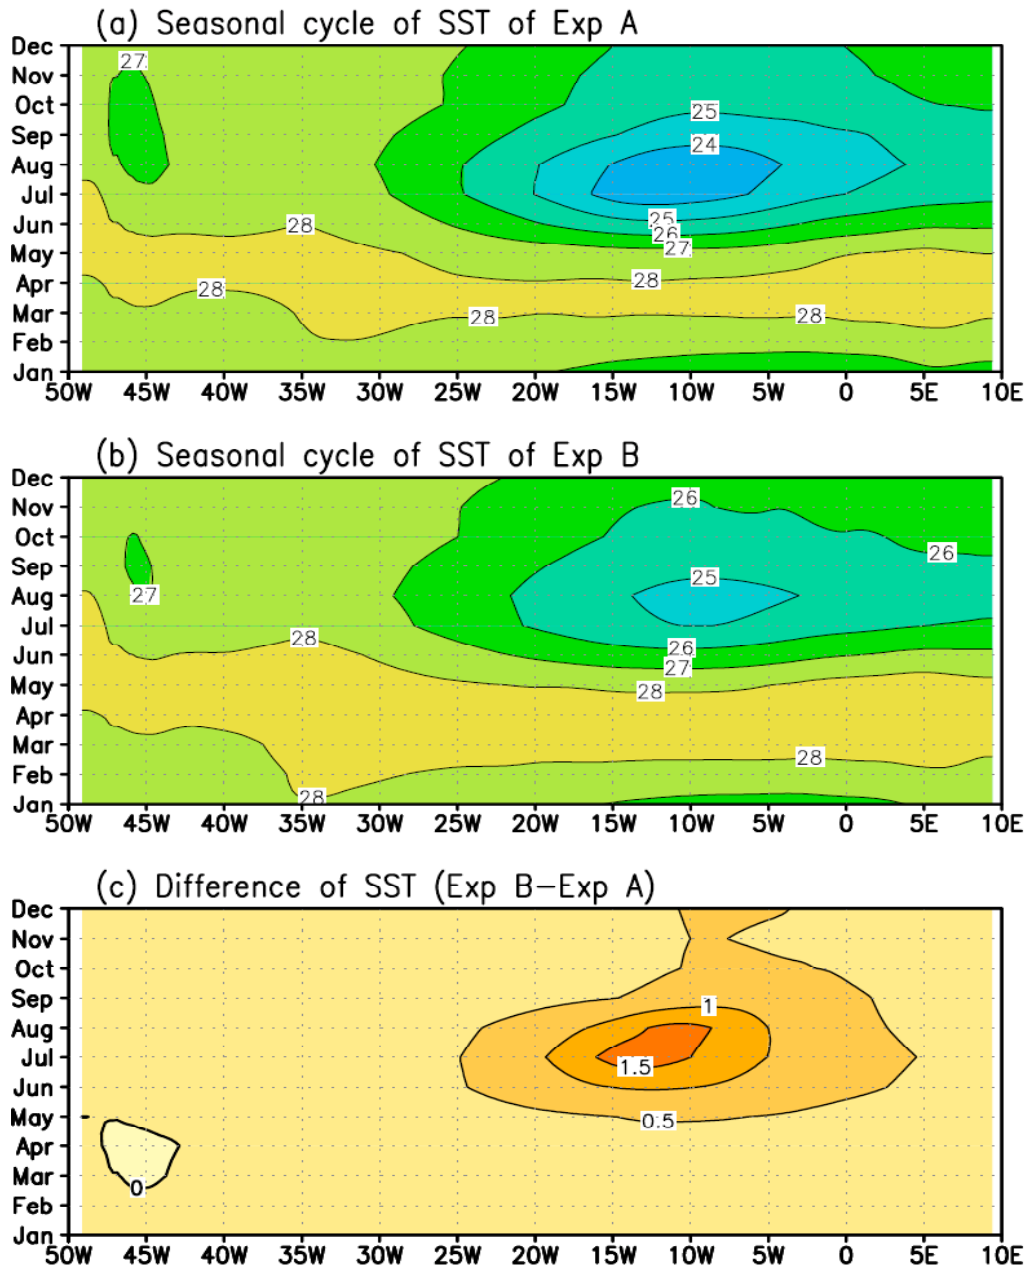 (a) Seasonal cycle of SST of Exp A
Dec
Nov
Oct
Sep
Aug
Jul
Jun
May
Apr
Mar
Feb
Jan
27
25
24
25
26
27
28
28
28
28
28
50W 45W 40W 35W 30W 25W 20W 15W 10W 5W 0 5E 10E
(b) Seasonal cycle of SST of Exp B
Dec
Nov
Oct
Sep
Aug
Jul
Jun
May
Apr
Mar
Feb
Jan
26
26
25
27
28
26
27
28
28
28
50W 45W 40W 35W 30W 25W 20W 15W 10W 5W 0 5E 10E
(c) Difference of SST (Exp B-Exp A)
Dec
Nov
Oct
Sep
Aug
Jul
Jun
May
Apr
Mar
Feb
Jan
1
1.5
0.5
0
50W 45W 40W 35W 30W 25W 20W 15W 10W 5W 0 5E 10E